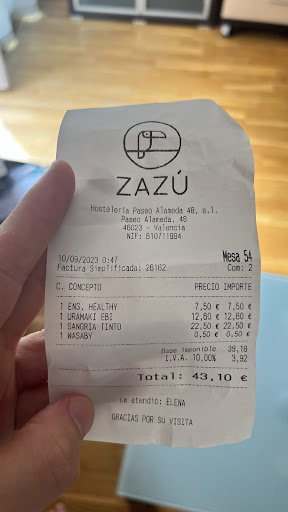 ZAZÚ
Hostelería Paseo Alameda 48, s.l.
Paseo Alameda, 48
46023 - Valencia
NIF: B10711984
10/09/2023 0:47 Mesa 54
Factura Simplificada: 26162 Com: 2
C. CONCEPTO PRECIO IMPORTE
1 ENS. HEALTHY 7,50 € 7,50 €
1 URAMAKI EBI 12,60 € 12,60 €
1 SANGRIA TINTO 22,50 € 22,50 €
1 WASABY 0,50 € 0,50 €
Base Imponible 39,18
I.V.A. 10,00% 3,92
Total: 43,10 €
Le atendió: ELENA
GRACIAS POR SU VISITA